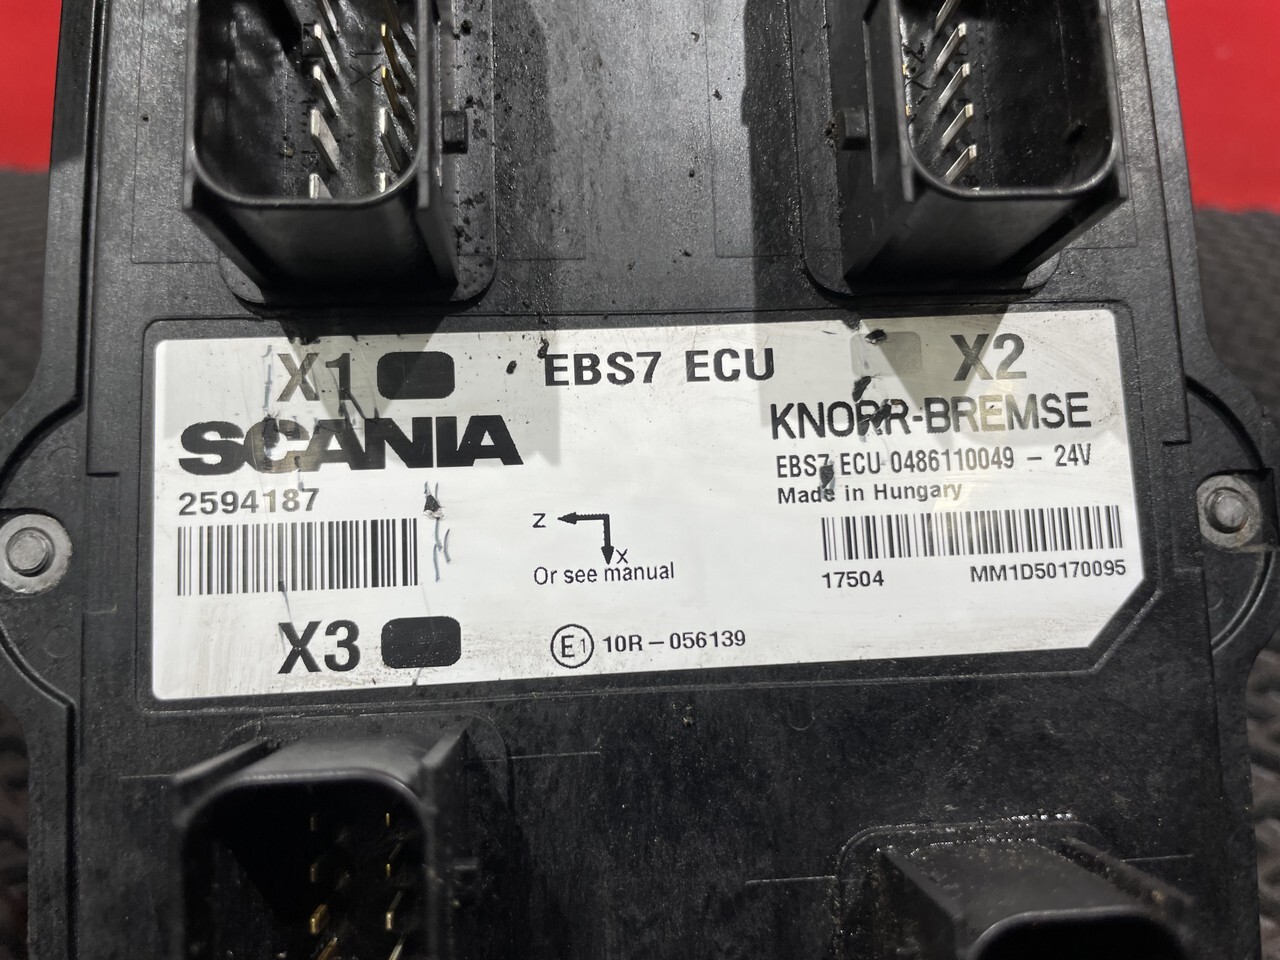 X1 EBS7 ECU X2
SCANIA
KNORR-BREMSE
EBS7 ECU 0486110049 - 24V
Made in Hungary
2594187
Z
X
Or see manual
17504 MM1D50170095
X3
E1 10R - 056139